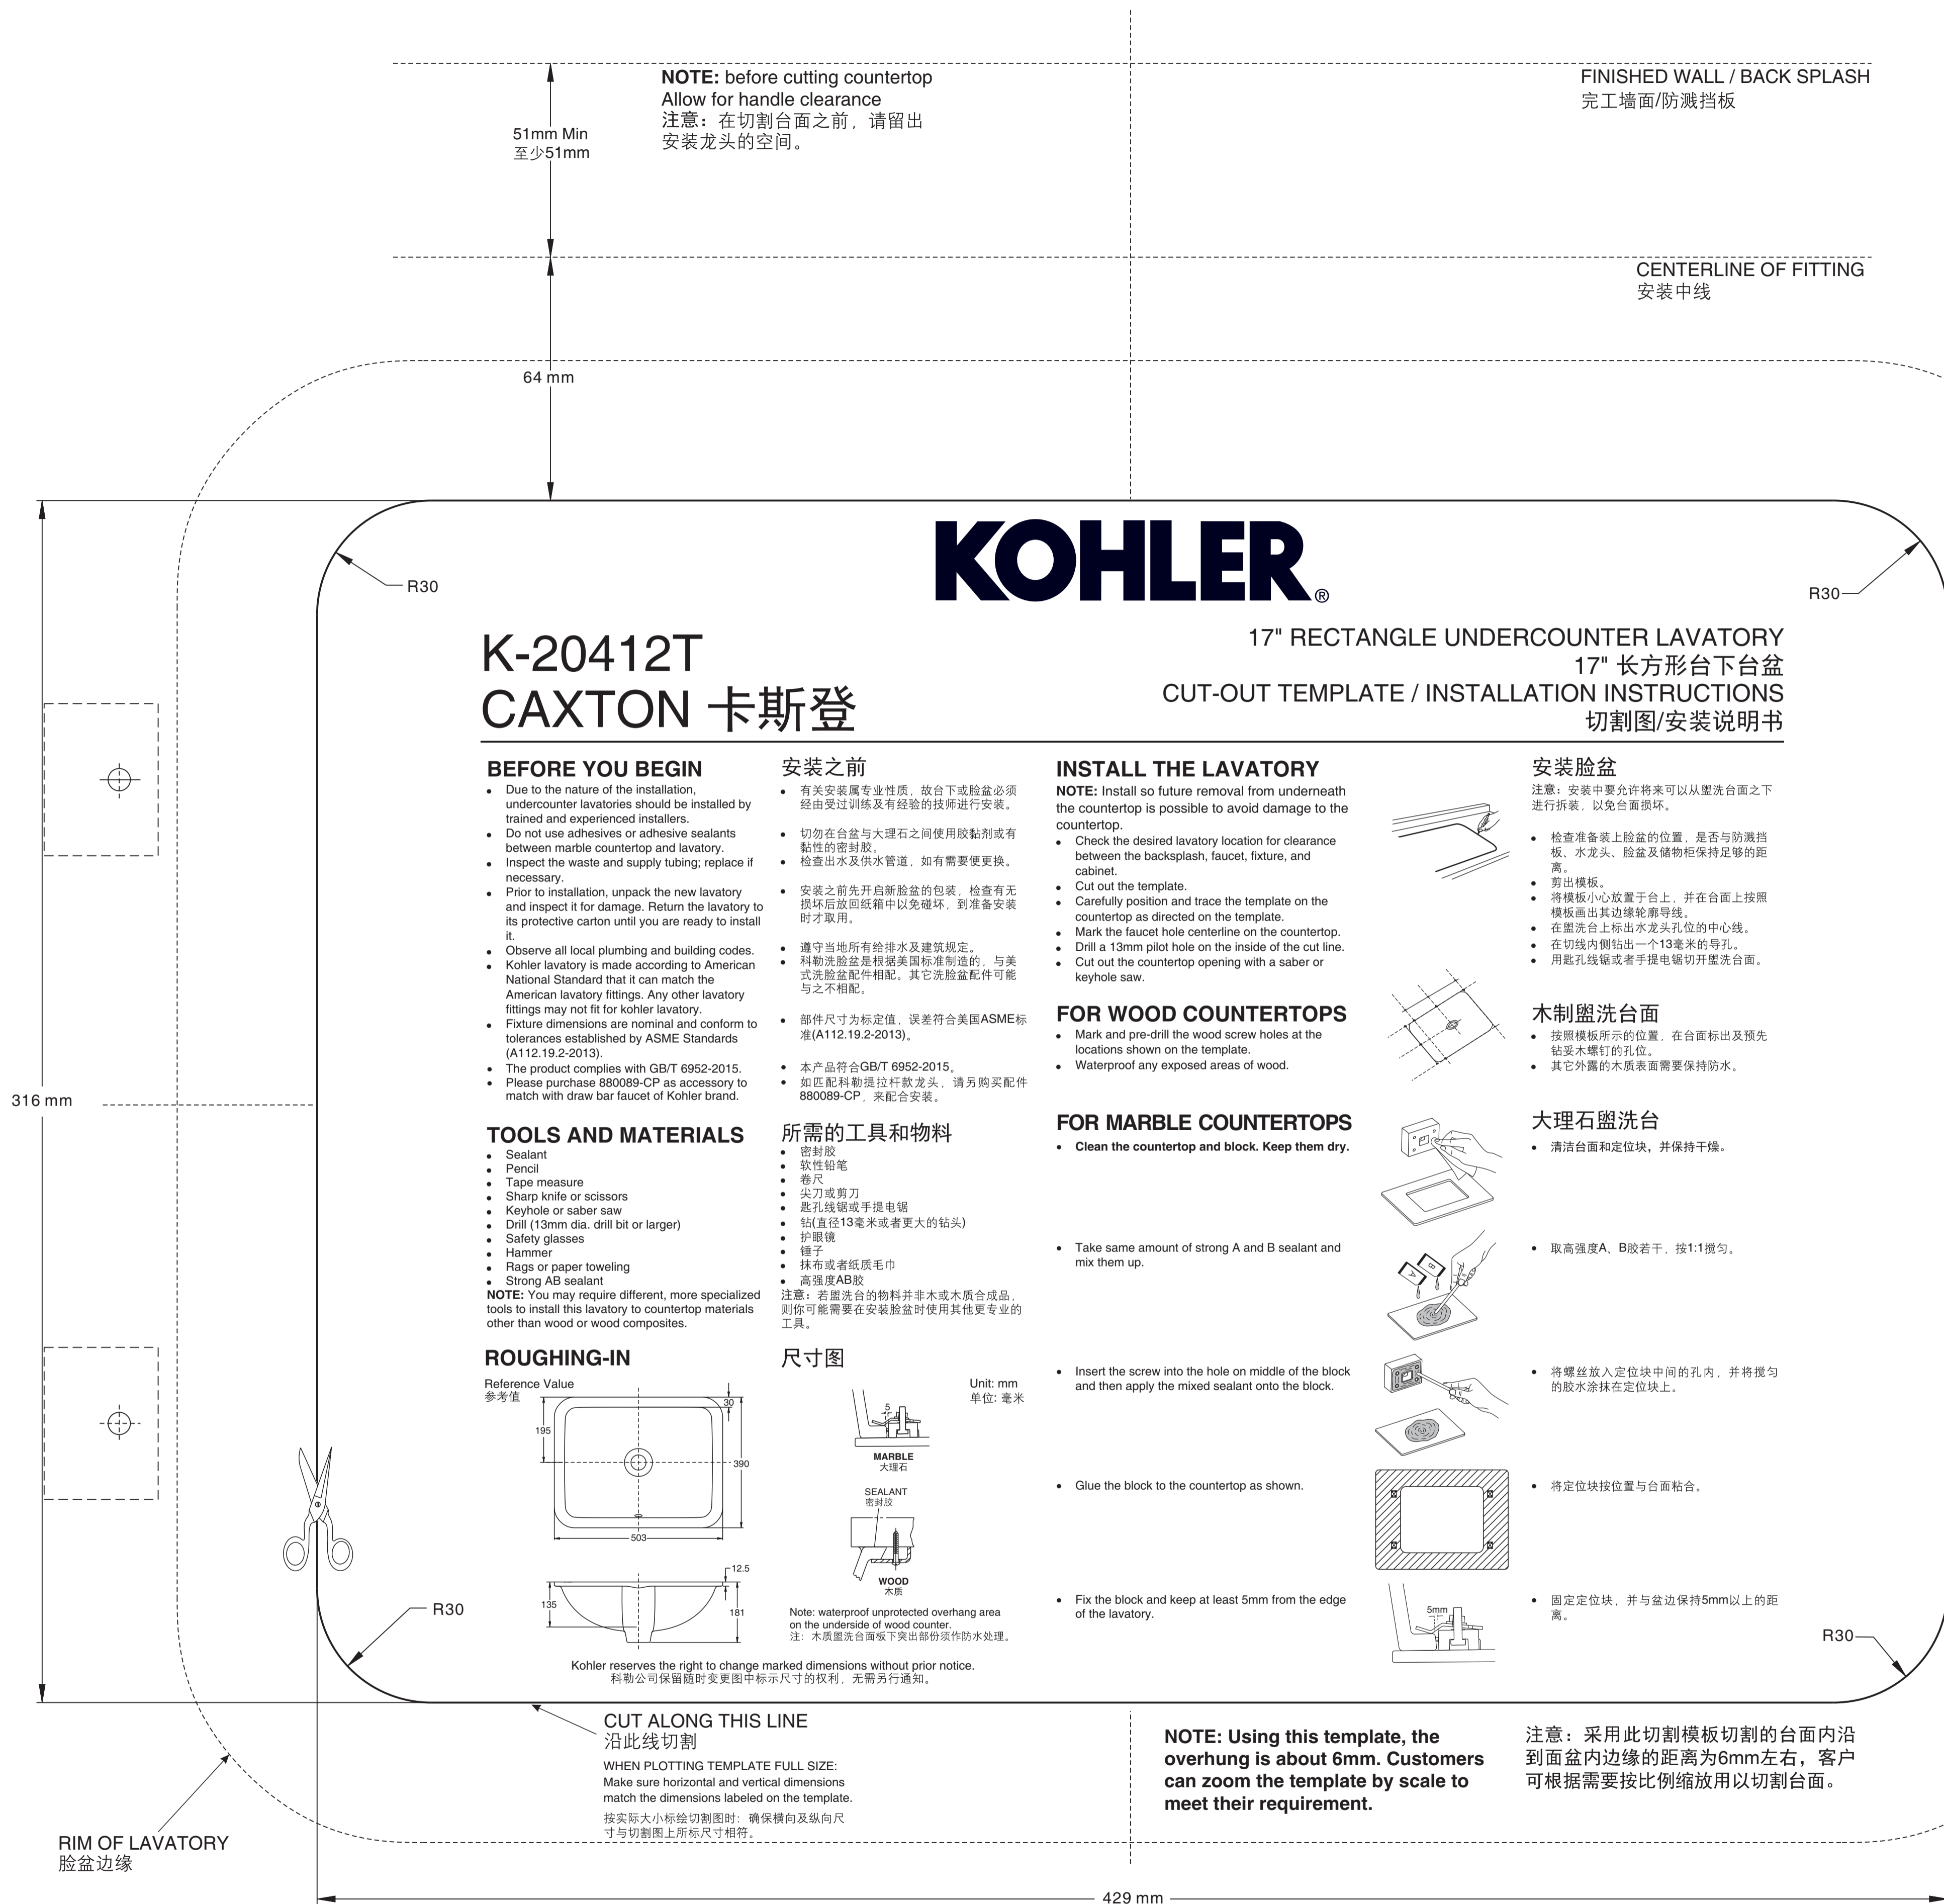 NOTE: before cutting countertop
Allow for handle clearance
注意：在切割台面之前，请留出
安装龙头的空间。
FINISHED WALL / BACK SPLASH
完工墙面/防溅挡板
51mm Min
至少51mm
CENTERLINE OF FITTING
安装中线
64 mm
KOHLER®
R30
R30
K-20412T
CAXTON 卡斯登
17" RECTANGLE UNDERCOUNTER LAVATORY
17" 长方形台下台盆
CUT-OUT TEMPLATE / INSTALLATION INSTRUCTIONS
切割图/安装说明书
BEFORE YOU BEGIN
• Due to the nature of the installation,
undercounter lavatories should be installed by
trained and experienced installers.
• Do not use adhesives or adhesive sealants
between marble countertop and lavatory.
• Inspect the waste and supply tubing; replace if
necessary.
• Prior to installation, unpack the new lavatory
and inspect it for damage. Return the lavatory to
its protective carton until you are ready to install
it.
• Observe all local plumbing and building codes.
• Kohler lavatory is made according to American
National Standard that it can match the
American lavatory fittings. Any other lavatory
fittings may not fit for kohler lavatory.
• Fixture dimensions are nominal and conform to
tolerances established by ASME Standards
(A112.19.2-2013).
• The product complies with GB/T 6952-2015.
• Please purchase 880089-CP as accessory to
match with draw bar faucet of Kohler brand.
安装之前
• 有关安装属专业性质，故台下或脸盆必须
经由受过训练及有经验的技师进行安装。
• 切勿在台盆与大理石之间使用胶黏剂或有
黏性的密封胶。
• 检查出水及供水管道，如有需要便更换。
• 安装之前先开启新脸盆的包装，检查有无
损坏后放回纸箱中以免碰坏，到准备安装
时才取用。
• 遵守当地所有给排水及建筑规定。
• 科勒洗脸盆是根据美国标准制造的，与美
式洗脸盆配件相配。其它洗脸盆配件可能
与之不相配。
• 部件尺寸为标定值，误差符合美国ASME标
准(A112.19.2-2013)。
• 本产品符合GB/T 6952-2015。
• 如匹配科勒提拉杆款龙头，请另购买配件
880089-CP，来配合安装。
TOOLS AND MATERIALS
• Sealant
• Pencil
• Tape measure
• Sharp knife or scissors
• Keyhole or saber saw
• Drill (13mm dia. drill bit or larger)
• Safety glasses
• Hammer
• Rags or paper toweling
• Strong AB sealant
NOTE: You may require different, more specialized
tools to install this lavatory to countertop materials
other than wood or wood composites.
所需的工具和物料
• 密封胶
• 软性铅笔
• 卷尺
• 尖刀或剪刀
• 匙孔线锯或手提电锯
• 钻(直径13毫米或者更大的钻头)
• 护眼镜
• 锤子
• 抹布或者纸质毛巾
• 高强度AB胶
注意：若盥洗台的物料并非木或木质合成品，
则你可能需要在安装脸盆时使用其他更专业的
工具。
ROUGHING-IN
尺寸图
Reference Value
参考值
Unit: mm
单位: 毫米
30
195
390
503
12.5
135
181
5
MARBLE
大理石
SEALANT
密封胶
WOOD
木质
Note: waterproof unprotected overhang area
on the underside of wood counter.
注：木质盥洗台面板下突出部份须作防水处理。
Kohler reserves the right to change marked dimensions without prior notice.
科勒公司保留随时变更图中标示尺寸的权利，无需另行通知。
INSTALL THE LAVATORY
NOTE: Install so future removal from underneath
the countertop is possible to avoid damage to the
countertop.
• Check the desired lavatory location for clearance
between the backsplash, faucet, fixture, and
cabinet.
• Cut out the template.
• Carefully position and trace the template on the
countertop as directed on the template.
• Mark the faucet hole centerline on the countertop.
• Drill a 13mm pilot hole on the inside of the cut line.
• Cut out the countertop opening with a saber or
keyhole saw.
FOR WOOD COUNTERTOPS
• Mark and pre-drill the wood screw holes at the
locations shown on the template.
• Waterproof any exposed areas of wood.
FOR MARBLE COUNTERTOPS
• Clean the countertop and block. Keep them dry.
• Take same amount of strong A and B sealant and
mix them up.
A
B
• Insert the screw into the hole on middle of the block
and then apply the mixed sealant onto the block.
• Glue the block to the countertop as shown.
• Fix the block and keep at least 5mm from the edge
of the lavatory.
5mm
安装脸盆
注意：安装中要允许将来可以从盥洗台面之下
进行拆装，以免台面损坏。
• 检查准备装上脸盆的位置，是否与防溅挡
板、水龙头、脸盆及储物柜保持足够的距
离。
• 剪出模板。
• 将模板小心放置于台上，并在台面上按照
模板画出其边缘轮廓导线。
• 在盥洗台上标出水龙头孔位的中心线。
• 在切线内侧钻出一个13毫米的导孔。
• 用匙孔线锯或者手提电锯切开盥洗台面。
木制盥洗台面
• 按照模板所示的位置，在台面标出及预先
钻妥木螺钉的孔位。
• 其它外露的木质表面需要保持防水。
大理石盥洗台
• 清洁台面和定位块，并保持干燥。
• 取高强度A、B胶若干，按1:1搅匀。
• 将螺丝放入定位块中间的孔内，并将搅匀
的胶水涂抹在定位块上。
• 将定位块按位置与台面粘合。
• 固定定位块，并与盆边保持5mm以上的距
离。
316 mm
R30
R30
CUT ALONG THIS LINE
沿此线切割
WHEN PLOTTING TEMPLATE FULL SIZE:
Make sure horizontal and vertical dimensions
match the dimensions labeled on the template.
按实际大小标绘切割图时：确保横向及纵向尺
寸与切割图上所标尺寸相符。
NOTE: Using this template, the
overhung is about 6mm. Customers
can zoom the template by scale to
meet their requirement.
注意：采用此切割模板切割的台面内沿
到面盆内边缘的距离为6mm左右，客户
可根据需要按比例缩放用以切割台面。
RIM OF LAVATORY
脸盆边缘
429 mm